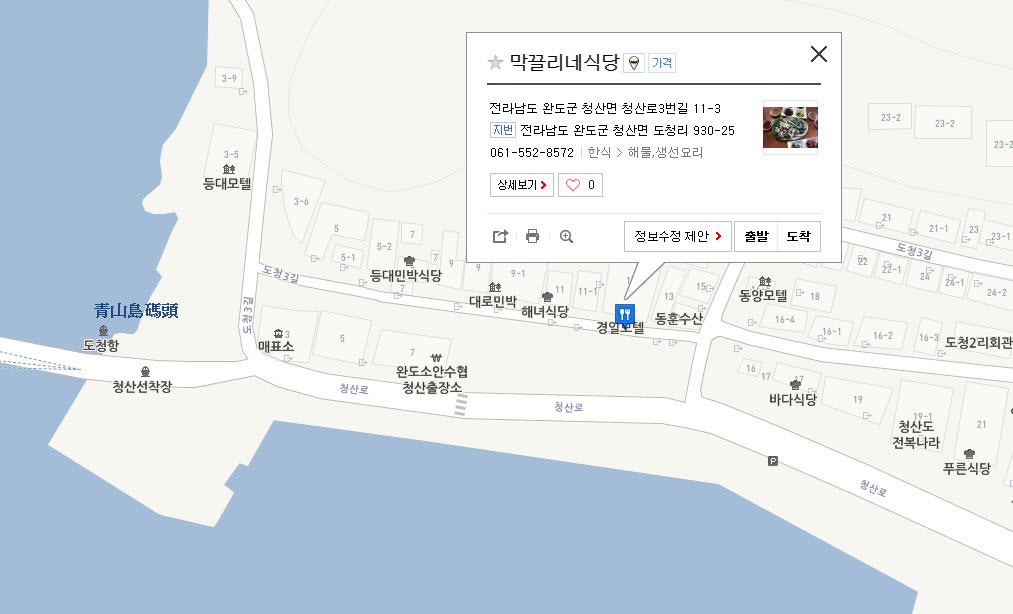 막끌리네식당 가격
전라남도 완도군 청산면 청산로3번길 11-3
지번 전라남도 완도군 청산면 도청리 930-25
061-552-8572 한식 > 해물,생선요리
상세보기 0
정보수정 제안 출발 도착
3-9
23-2
23-2
3-5
등대모텔
3-6
21
21-1
23
23-1
5
7
5-2
5-1
7
도청3길
9
9
9-1
11
11-1
1
13
15
22
22-1
24
24-1
24-2
도청3길
등대민박식당
7
대로민박
해녀식당
경일모텔
동훈수산
동양모텔
18
16-4
16-1
16-2
16-3
도청2리회관
青山島碼頭
도청항
도청3길
매표소
3
5
7
완도소안수협
청산출장소
청산선착장
청산로
청산로
16
17
17
바다식당
19
19-1
청산도
전복나라
21
푸른식당
P
청산로